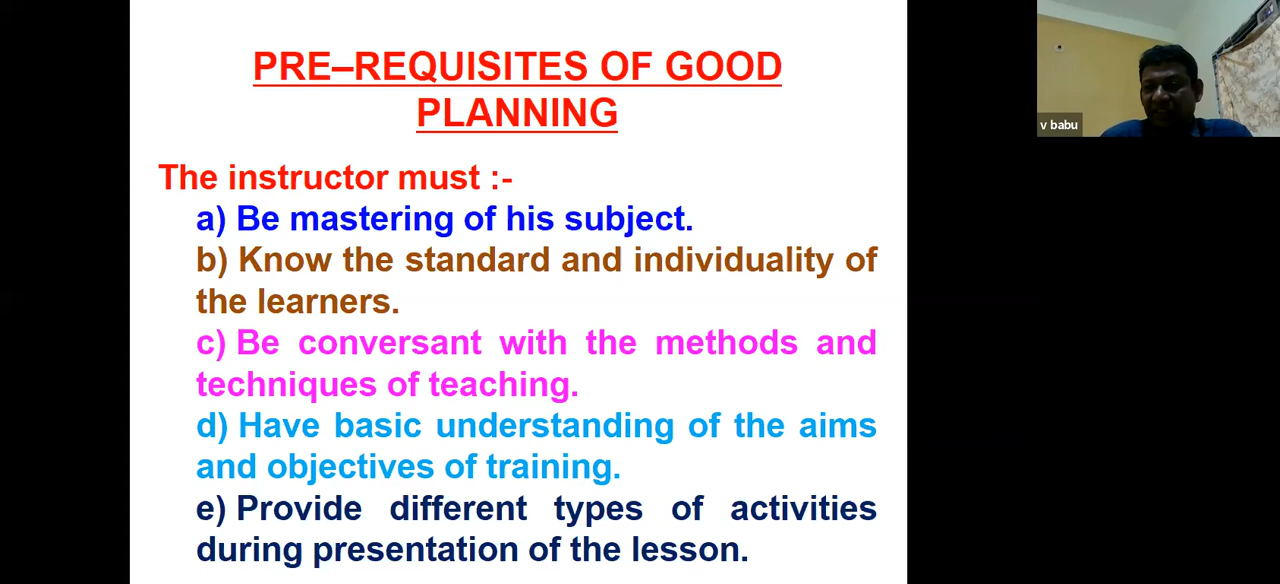 PRE–REQUISITES OF GOOD
PLANNING
The instructor must :-
a) Be mastering of his subject.
b) Know the standard and individuality of
the learners.
c) Be conversant with the methods and
techniques of teaching.
d) Have basic understanding of the aims
and objectives of training.
e) Provide different types of activities
during presentation of the lesson.
v babu